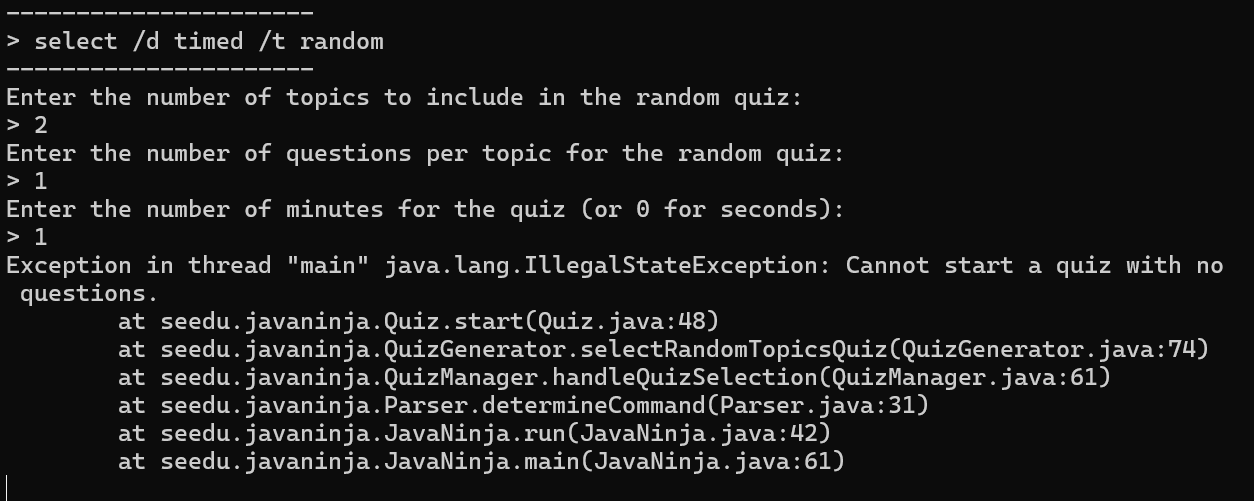 ----------------------
> select /d timed /t random
----------------------
Enter the number of topics to include in the random quiz:
> 2
Enter the number of questions per topic for the random quiz:
> 1
Enter the number of minutes for the quiz (or 0 for seconds):
> 1
Exception in thread "main" java.lang.IllegalStateException: Cannot start a quiz with no
 questions.
        at seedu.javaninja.Quiz.start(Quiz.java:48)
        at seedu.javaninja.QuizGenerator.selectRandomTopicsQuiz(QuizGenerator.java:74)
        at seedu.javaninja.QuizManager.handleQuizSelection(QuizManager.java:61)
        at seedu.javaninja.Parser.determineCommand(Parser.java:31)
        at seedu.javaninja.JavaNinja.run(JavaNinja.java:42)
        at seedu.javaninja.JavaNinja.main(JavaNinja.java:61)